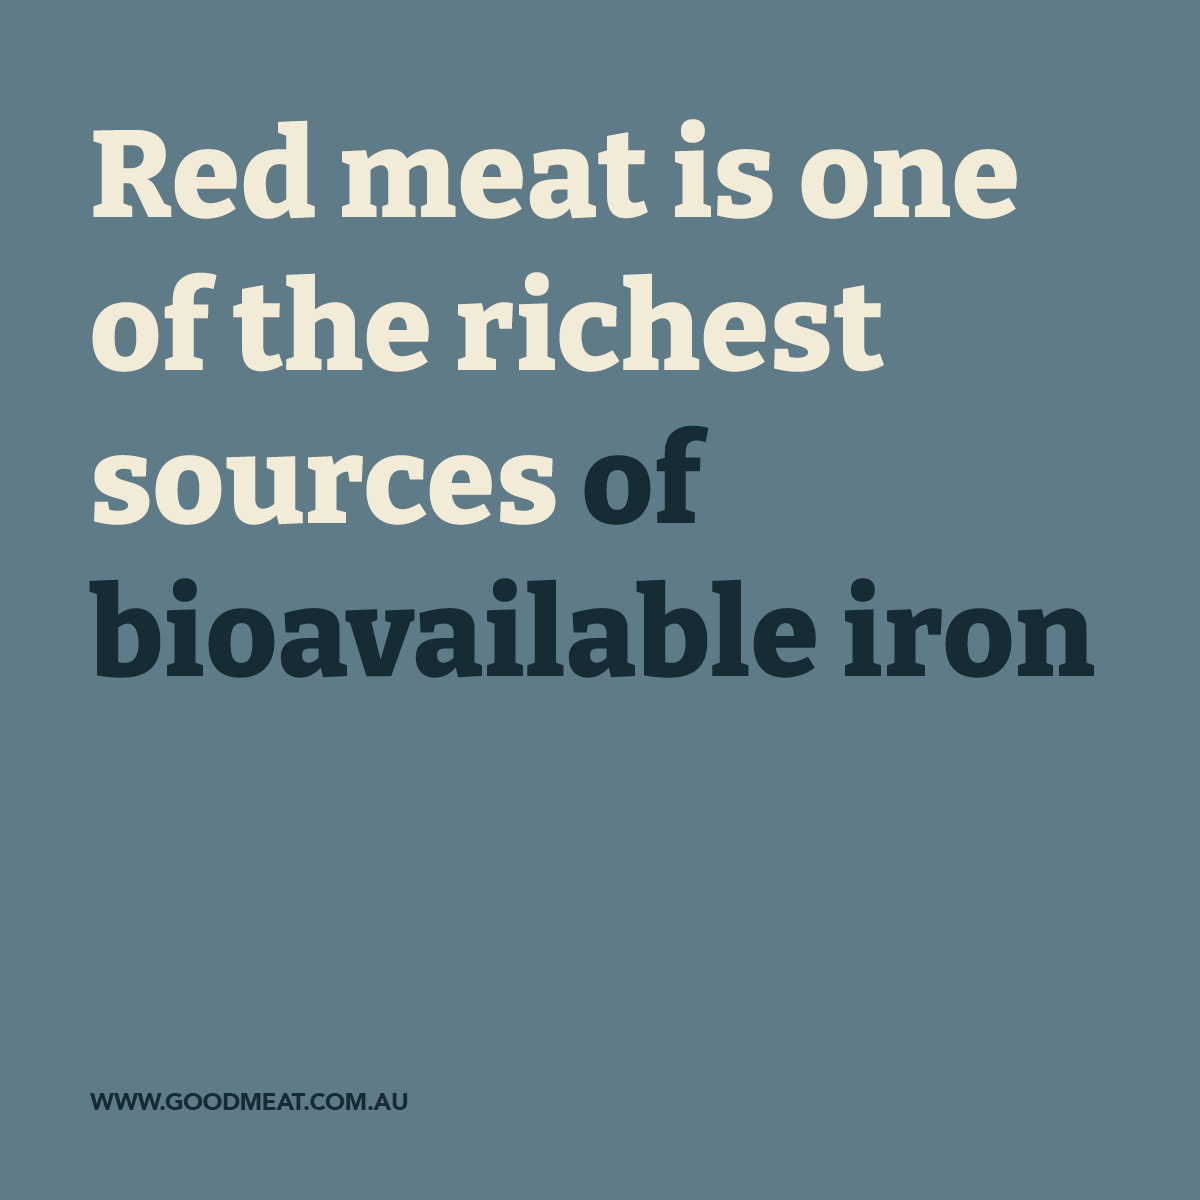 Red meat is one
of the richest
sources of
bioavailable iron
WWW.GOODMEAT.COM.AU